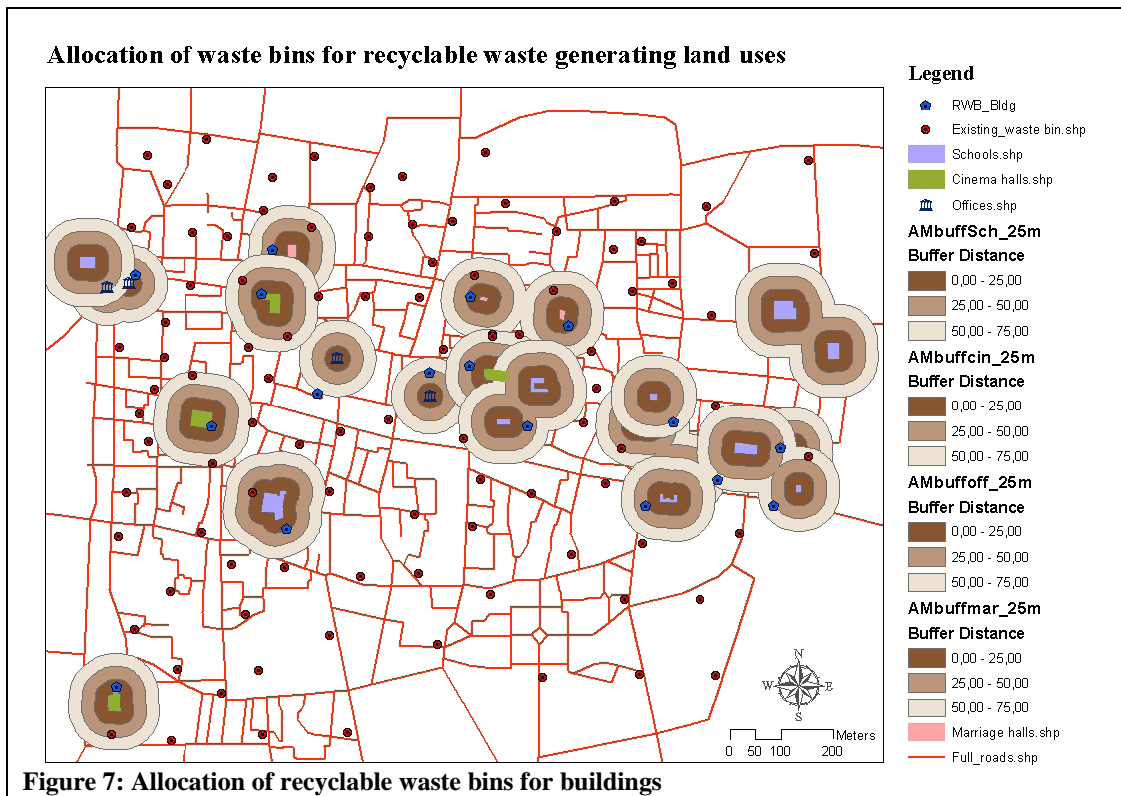 Allocation of waste bins for recyclable waste generating land uses
Legend
RWB_Bldg
Existing_waste bin.shp
Schools.shp
Cinema halls.shp
Offices.shp
AMbuffSch_25m
Buffer Distance
0,00 - 25,00
25,00 - 50,00
50,00 - 75,00
AMbuffcin_25m
Buffer Distance
0,00 - 25,00
25,00 - 50,00
50,00 - 75,00
AMbuffoff_25m
Buffer Distance
0,00 - 25,00
25,00 - 50,00
50,00 - 75,00
AMbuffmar_25m
Buffer Distance
0,00 - 25,00
25,00 - 50,00
50,00 - 75,00
Marriage halls.shp
Full_roads.shp
N
W E
S
Meters
0 50 100 200
Figure 7: Allocation of recyclable waste bins for buildings